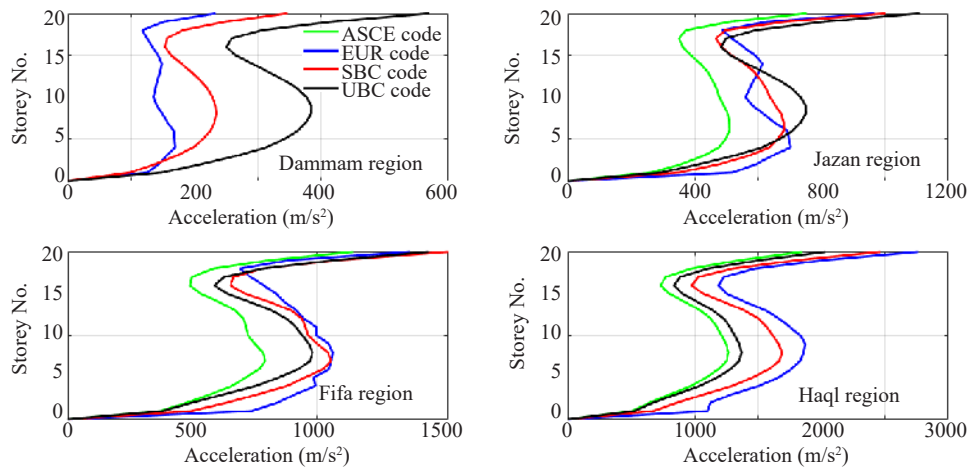 20
15
10
5
0
Storey No.
ASCE code
EUR code
SBC code
UBC code
Dammam region
0 200 400 600
Acceleration (m/s²)
20
15
10
5
0
Storey No.
Jazan region
0 400 800 1200
Acceleration (m/s²)
20
15
10
5
0
Storey No.
Fifa region
0 500 1000 1500
Acceleration (m/s²)
20
15
10
5
0
Storey No.
Haql region
0 1000 2000 3000
Acceleration (m/s²)